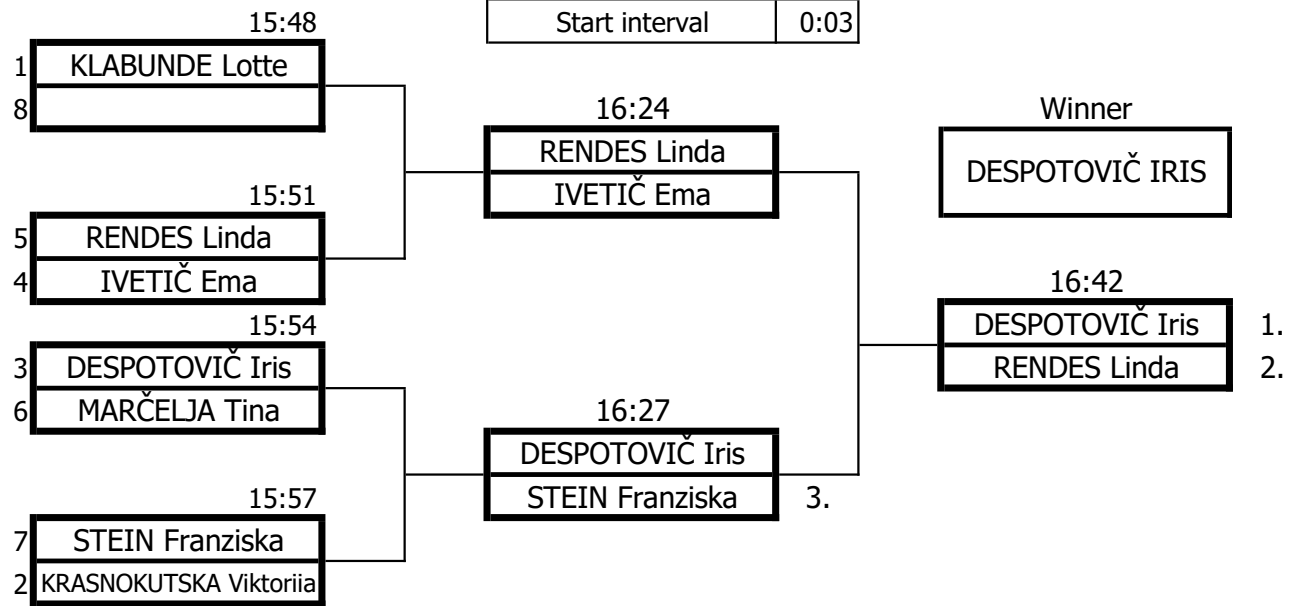 15:48
Start interval 0:03
1 KLABUNDE Lotte
8
16:24
Winner
RENDES Linda
IVETIČ Ema
DESPOTOVIČ IRIS
15:51
5 RENDES Linda
4 IVETIČ Ema
16:42
15:54
DESPOTOVIČ Iris 1.
RENDES Linda 2.
3 DESPOTOVIČ Iris
6 MARČELJA Tina
16:27
DESPOTOVIČ Iris
STEIN Franziska 3.
15:57
7 STEIN Franziska
2 KRASNOKUTSKA Viktoriia